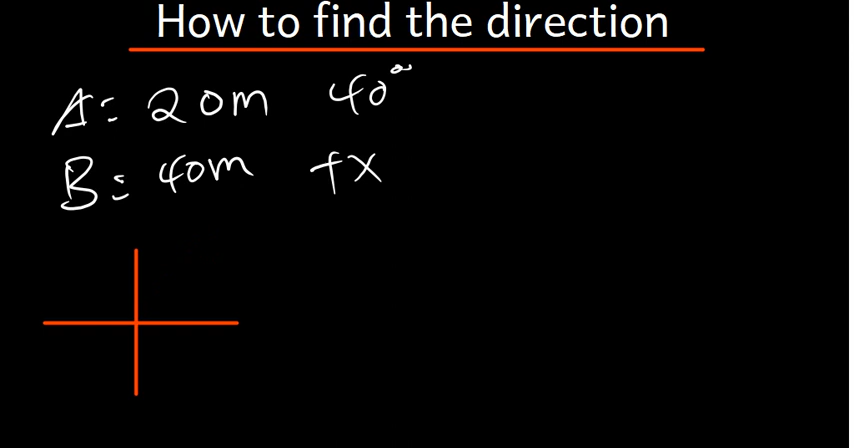 How to find the direction
A = 20m 40°
B = 40m +x